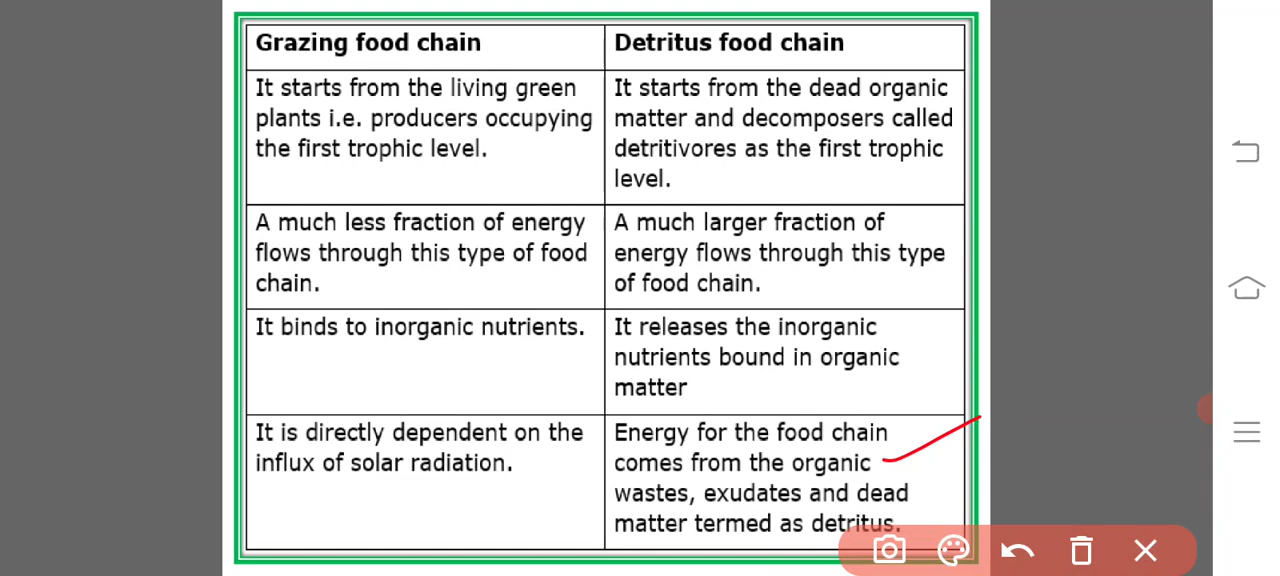 Grazing food chain
Detritus food chain
It starts from the living green
plants i.e. producers occupying
the first trophic level.
It starts from the dead organic
matter and decomposers called
detritivores as the first trophic
level.
A much less fraction of energy
flows through this type of food
chain.
A much larger fraction of
energy flows through this type
of food chain.
It binds to inorganic nutrients.
It releases the inorganic
nutrients bound in organic
matter
It is directly dependent on the
influx of solar radiation.
Energy for the food chain
comes from the organic
wastes, exudates and dead
matter termed as detritus.